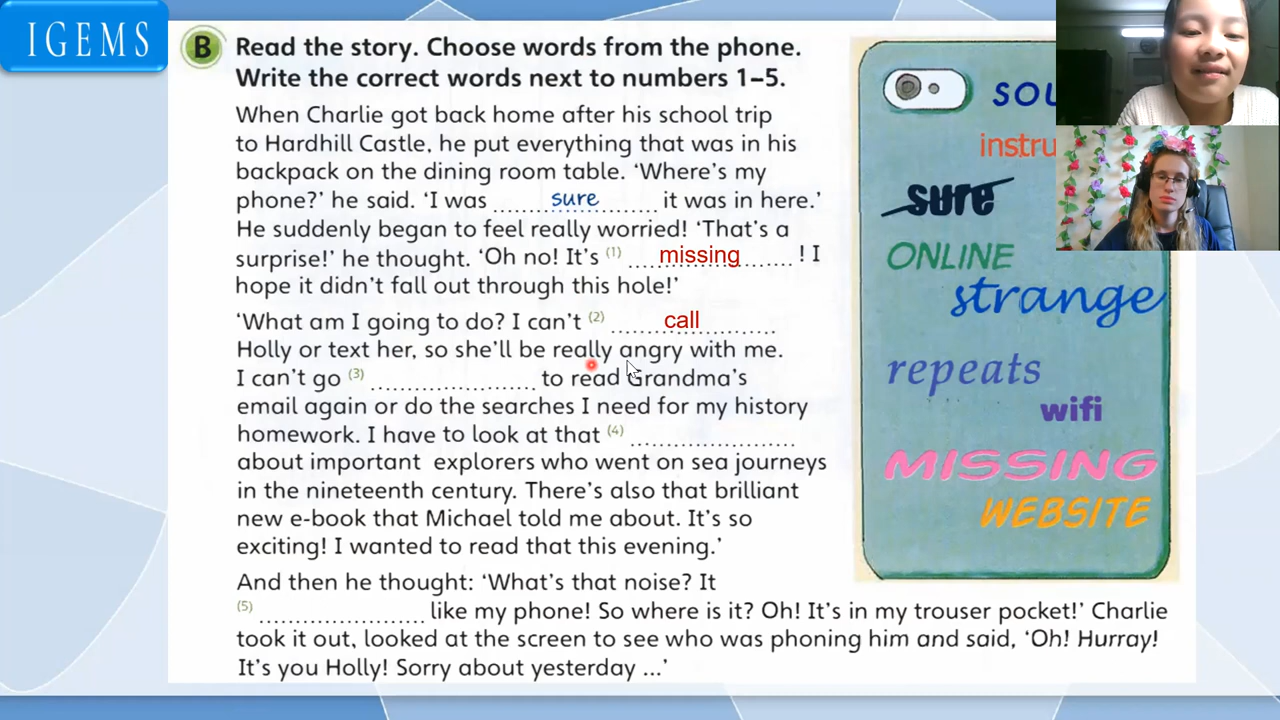 IGEMS
B Read the story. Choose words from the phone.
Write the correct words next to numbers 1–5.
When Charlie got back home after his school trip
to Hardhill Castle, he put everything that was in his
backpack on the dining room table. ‘Where’s my
phone?’ he said. ‘I was sure it was in here.’
He suddenly began to feel really worried! ‘That’s a
surprise!’ he thought. ‘Oh no! It’s (1) missing ! I
hope it didn’t fall out through this hole!’
‘What am I going to do? I can’t (2) call
Holly or text her, so she’ll be really angry with me.
I can’t go (3) ........................ to read Grandma’s
email again or do the searches I need for my history
homework. I have to look at that (4) ........................
about important explorers who went on sea journeys
in the nineteenth century. There’s also that brilliant
new e-book that Michael told me about. It’s so
exciting! I wanted to read that this evening.’
And then he thought: ‘What’s that noise? It
(5) ........................ like my phone! So where is it? Oh! It’s in my trouser pocket!’ Charlie
took it out, looked at the screen to see who was phoning him and said, ‘Oh! Hurray!
It’s you Holly! Sorry about yesterday ...’
sou
instru
sure
ONLINE
strange
repeats
wifi
MISSING
WEBSITE